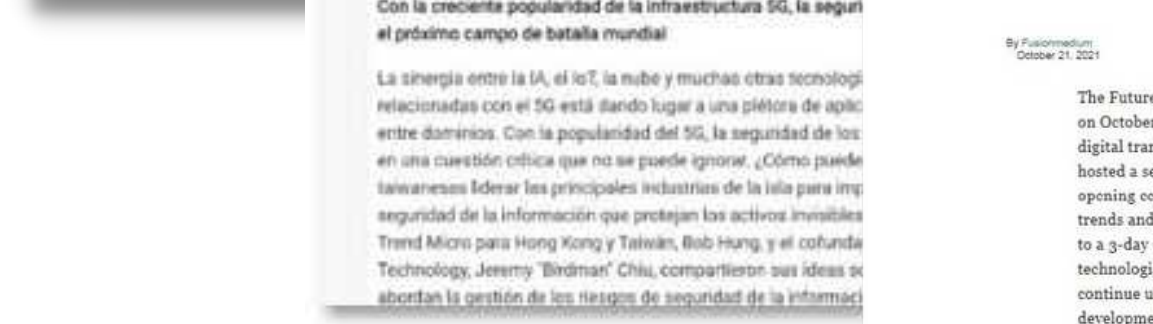 Con la creciente popularidad de la infraestructura 5G, la seguri
el próximo campo de batalla mundial
La sinergia entre la IA, el IoT, la nube y muchas otras tecnologí
relacionadas con el 5G está dando lugar a una plétora de aplic
entre dominios. Con la popularidad del 5G, la seguridad de los
en una cuestión crítica que no se puede ignorar. ¿Cómo puede
taiwaneses liderar las principales industrias de la isla para imp
seguridad de la información que protejan los activos invisibles
Trend Micro para Hong Kong y Taiwán, Bob Hung, y el cofunda
Technology, Jeremy "Birdman" Chiu, compartieron sus ideas so
abordan la gestión de los riesgos de seguridad de la informaci
By Fusionmedium
October 21, 2021
The Future
on October
digital tran
hosted a se
opening co
trends and
to a 3-day
technologi
continue u
developme